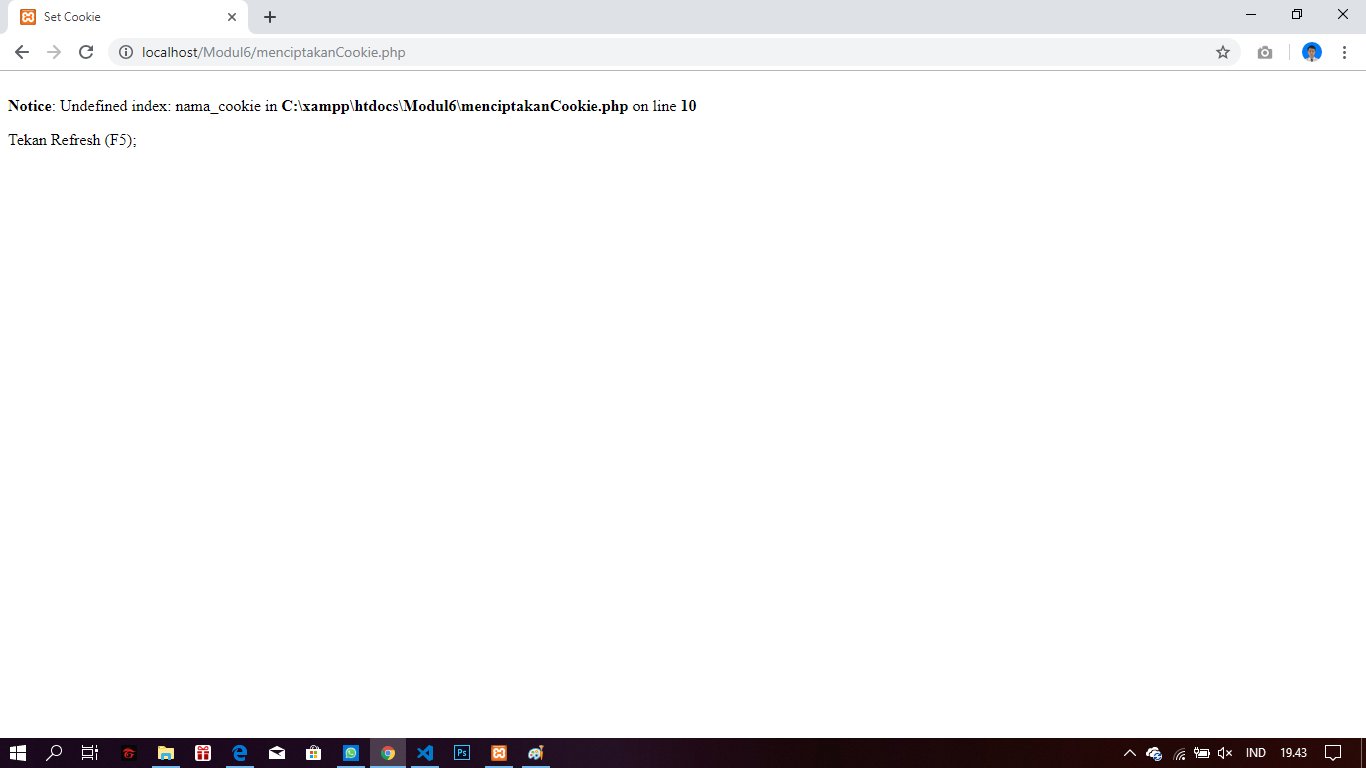 Set Cookie
localhost/Modul6/menciptakanCookie.php
Notice: Undefined index: nama_cookie in C:\xampp\htdocs\Modul6\menciptakanCookie.php on line 10
Tekan Refresh (F5);
Ps
IND
19.43